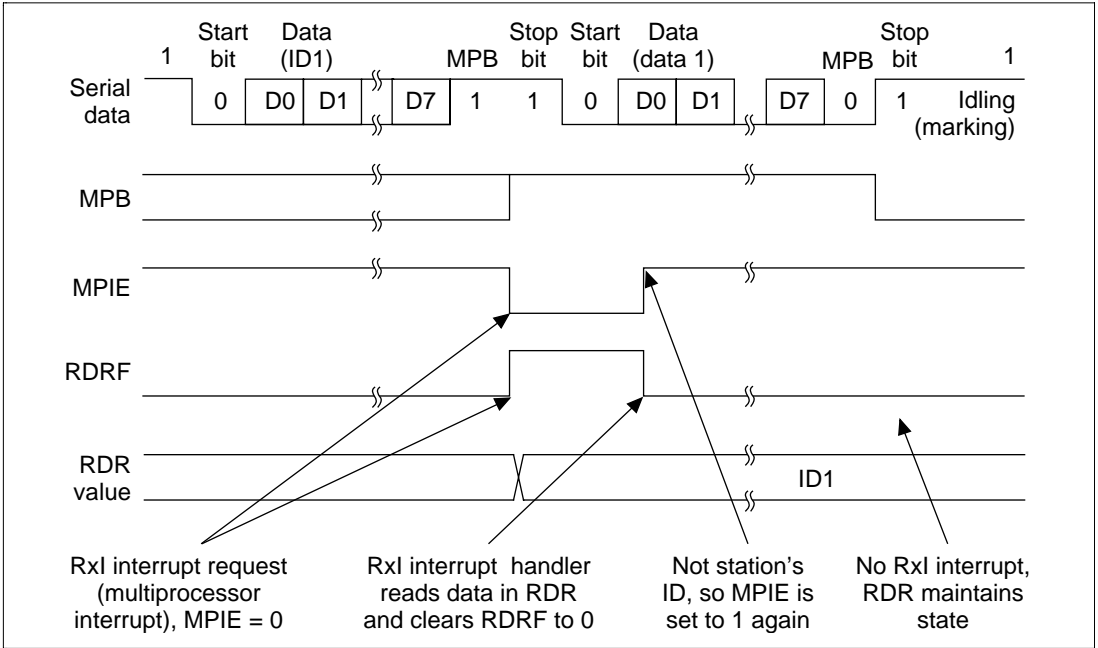 1 Start bit Data (ID1) MPB Stop bit Start bit Data (data 1) MPB Stop bit 1
Serial data 0 D0 D1 D7 1 1 0 D0 D1 D7 0 1 Idling (marking)
MPB
MPIE
RDRF
RDR value ID1
RxI interrupt request
(multiprocessor
interrupt), MPIE = 0
RxI interrupt handler
reads data in RDR
and clears RDRF to 0
Not station's
ID, so MPIE is
set to 1 again
No RxI interrupt,
RDR maintains
state